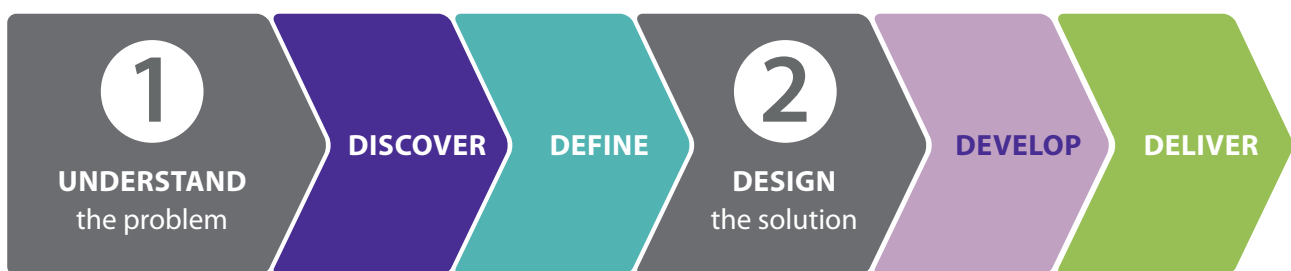 1
UNDERSTAND
the problem
DISCOVER
DEFINE
2
DESIGN
the solution
DEVELOP
DELIVER